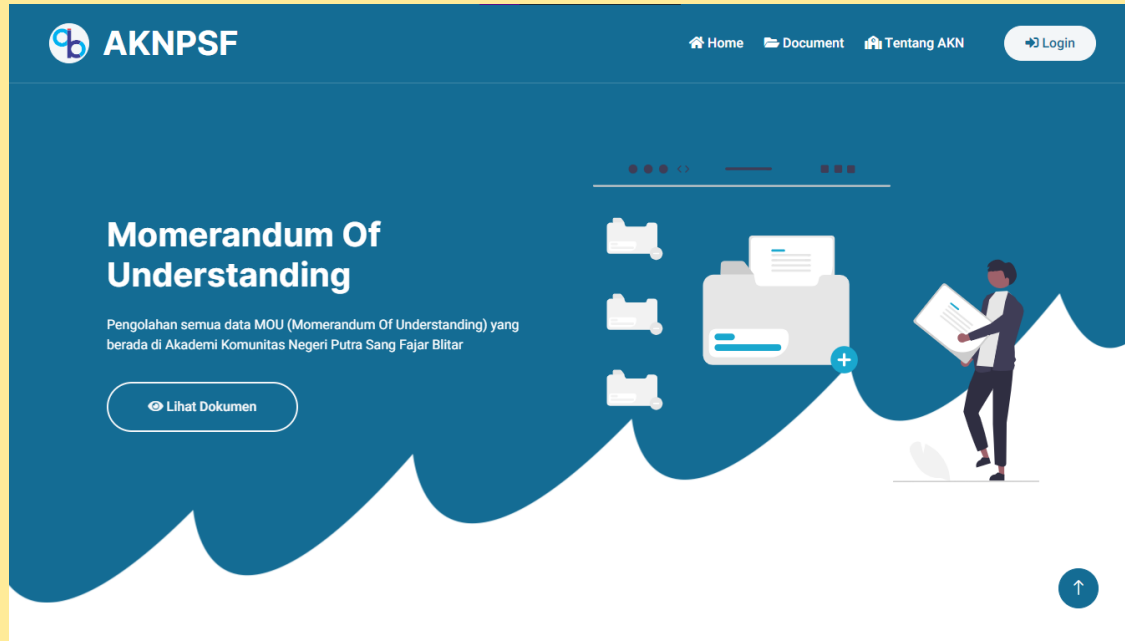 AKNPSF
Home
Document
Tentang AKN
Login
Momerandum Of
Understanding
Pengolahan semua data MOU (Momerandum Of Understanding) yang
berada di Akademi Komunitas Negeri Putra Sang Fajar Blitar
Lihat Dokumen